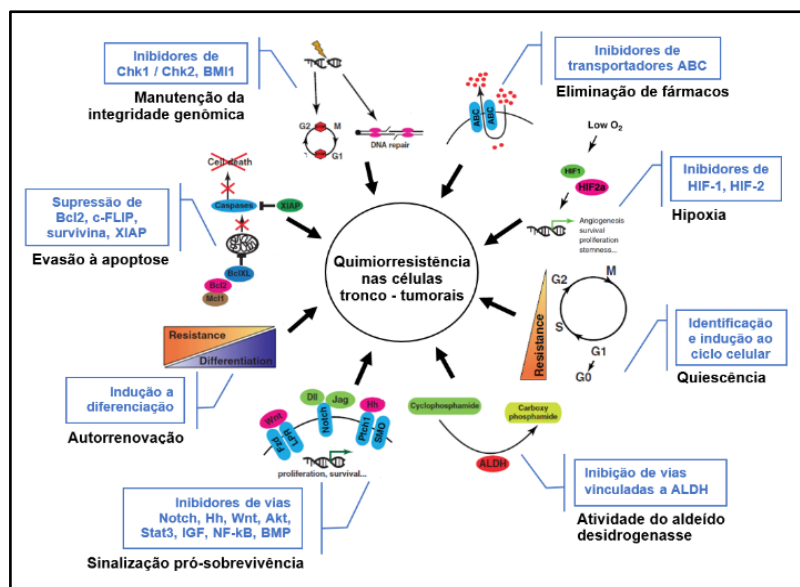 Inibidores de
Chk1 / Chk2, BMI1
Manutenção da
integridade genômica
G2
M
G1
DNA repair
Inibidores de
transportadores ABC
Eliminação de fármacos
ABC
ABC
Low O2
HIF1
HIF2a
Angiogenesis
survival
proliferation
stemness...
Inibidores de
HIF-1, HIF-2
Hipoxia
Cell death
Caspases
XIAP
BclXL
Bcl2
Mcl1
Supressão de
Bcl2, c-FLIP,
survivina, XIAP
Evasão à apoptose
Quimiorresistência
nas células
tronco - tumorais
Resistance
G2
M
S
G1
G0
Identificação
e indução ao
ciclo celular
Quiescência
Resistance
Differentiation
Indução a
diferenciação
Autorrenovação
Wnt
Fzd
LPR
Dll
Jag
Notch
Hh
Ptch1
SMO
proliferation, survival...
Inibidores de vias
Notch, Hh, Wnt, Akt,
Stat3, IGF, NF-kB, BMP
Sinalização pró-sobrevivência
Cyclophosphamide
Carboxy
phosphamide
ALDH
Inibição de vias
vinculadas a ALDH
Atividade do aldeído
desidrogenasse